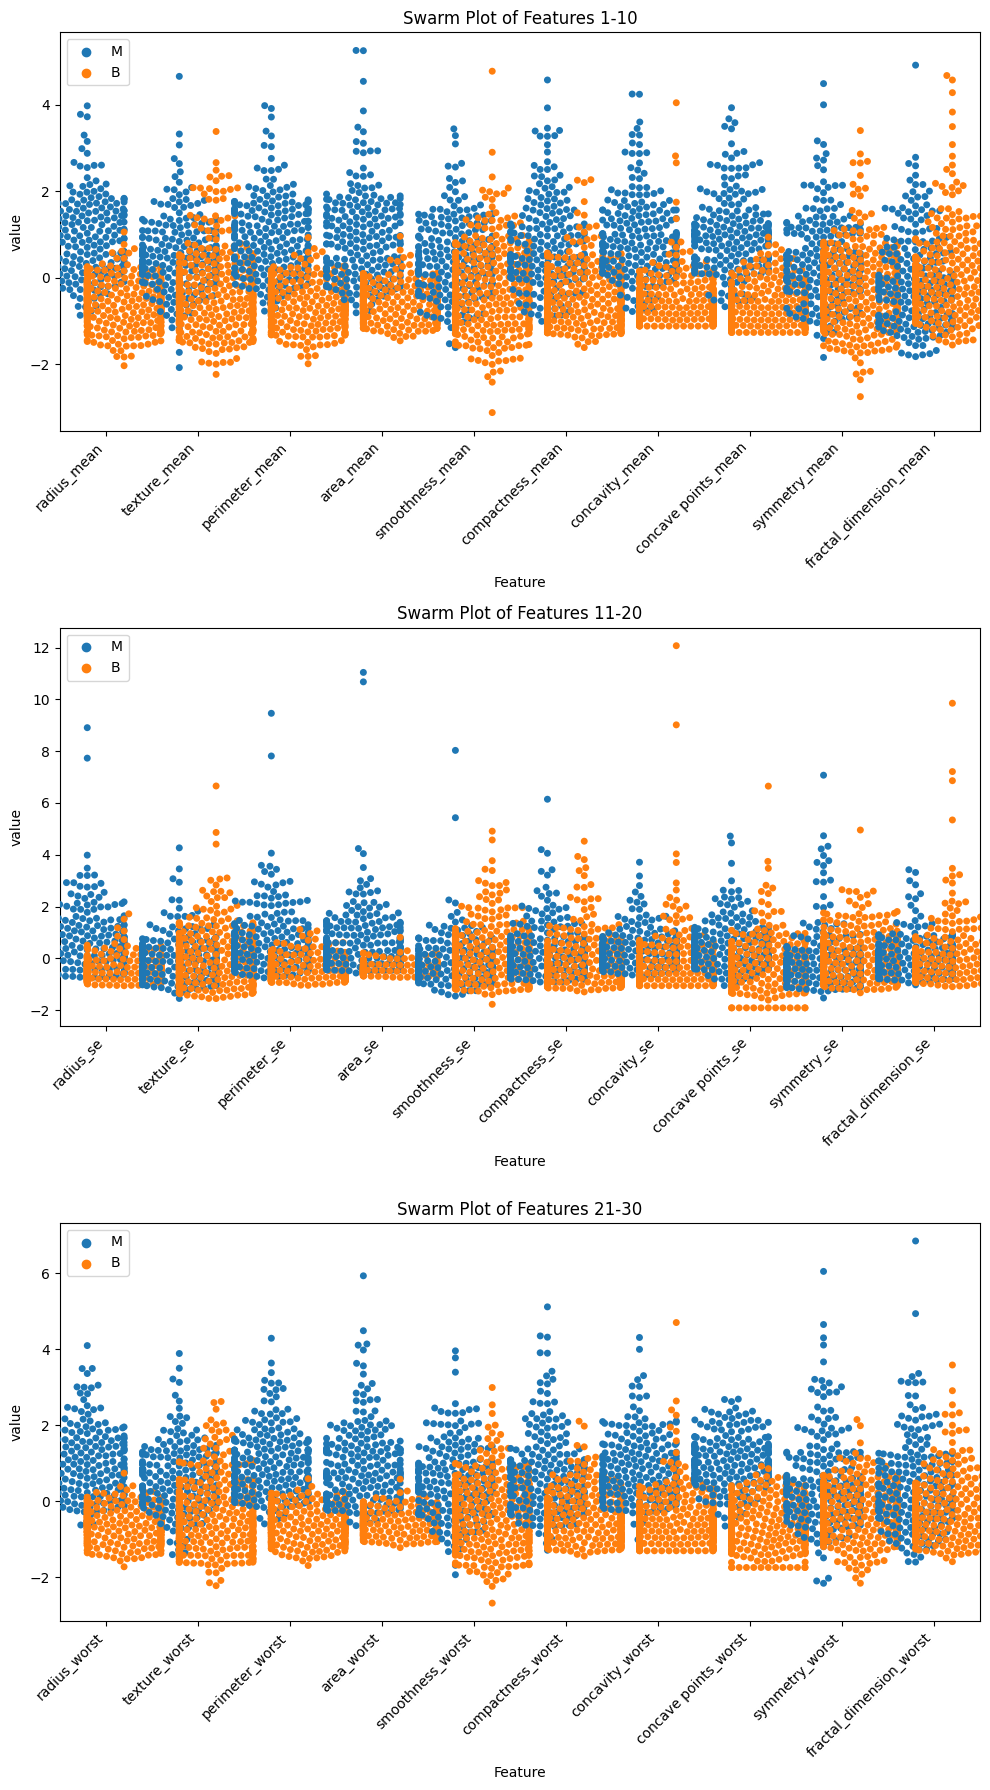 Swarm Plot of Features 1-10
M
B
value
4
2
0
−2
radius_mean
texture_mean
perimeter_mean
area_mean
smoothness_mean
compactness_mean
concavity_mean
concave points_mean
symmetry_mean
fractal_dimension_mean
Feature
Swarm Plot of Features 11-20
M
B
value
12
10
8
6
4
2
0
−2
radius_se
texture_se
perimeter_se
area_se
smoothness_se
compactness_se
concavity_se
concave points_se
symmetry_se
fractal_dimension_se
Feature
Swarm Plot of Features 21-30
M
B
value
6
4
2
0
−2
radius_worst
texture_worst
perimeter_worst
area_worst
smoothness_worst
compactness_worst
concavity_worst
concave points_worst
symmetry_worst
fractal_dimension_worst
Feature